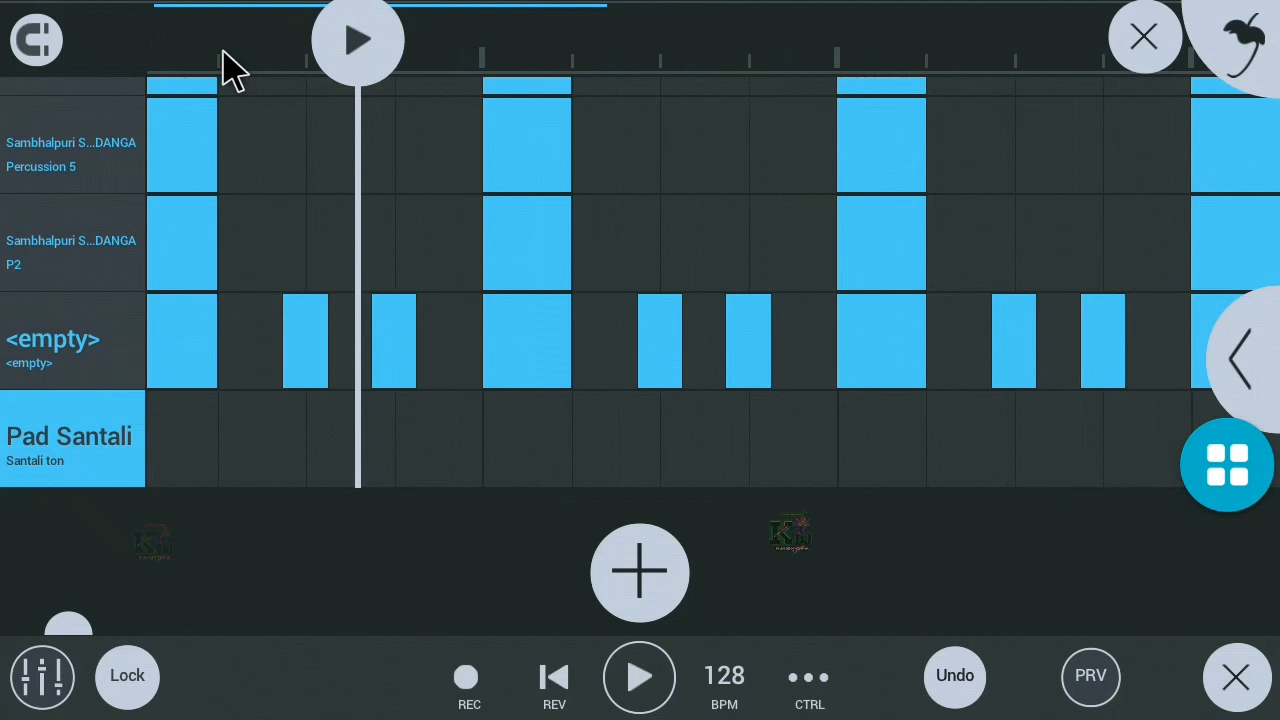 Sambhalpuri S...DANGA
Percussion 5
Sambhalpuri S...DANGA
P2
<empty>
<empty>
Pad Santali
Santali ton
Lock
REC
REV
128
BPM
CTRL
Undo
PRV